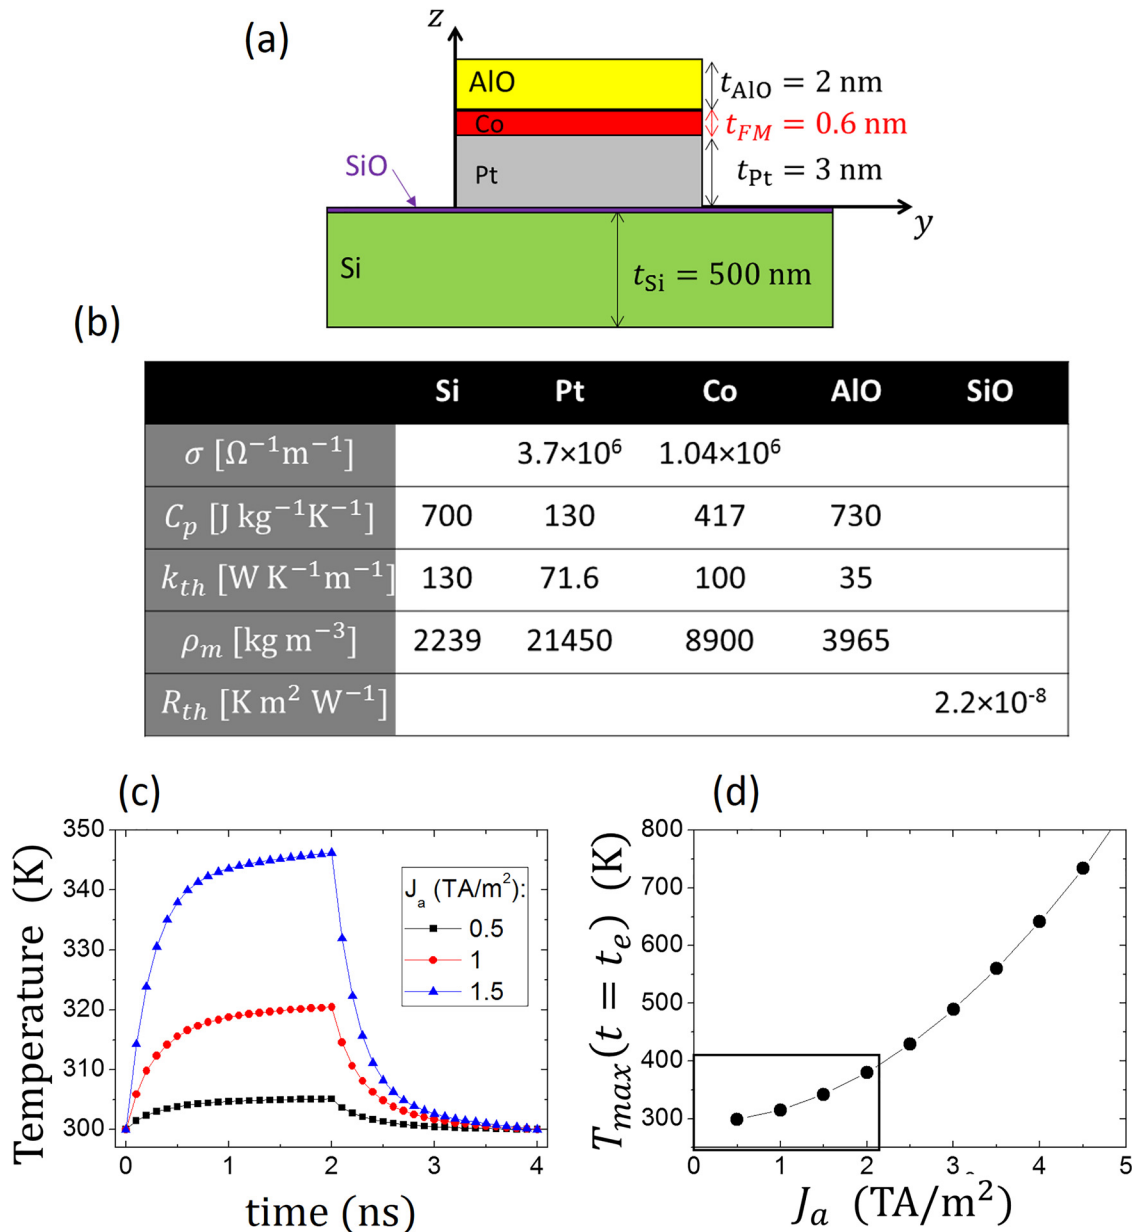 (a)
z
AlO
t_AlO = 2 nm
Co
t_FM = 0.6 nm
SiO
Pt
t_Pt = 3 nm
y
Si
t_Si = 500 nm
(b)
Si Pt Co AlO SiO
σ [Ω⁻¹m⁻¹] 3.7×10⁶ 1.04×10⁶
C_p [J kg⁻¹K⁻¹] 700 130 417 730
k_th [W K⁻¹m⁻¹] 130 71.6 100 35
ρ_m [kg m⁻³] 2239 21450 8900 3965
R_th [K m² W⁻¹] 2.2×10⁻⁸
(c)
Temperature (K)
350
340
320
300
0 1 2 3 4
time (ns)
J_a (TA/m²):
0.5
1
1.5
(d)
T_max(t = t_e) (K)
800
700
600
500
400
300
0 1 2 3 4 5
J_a (TA/m²)